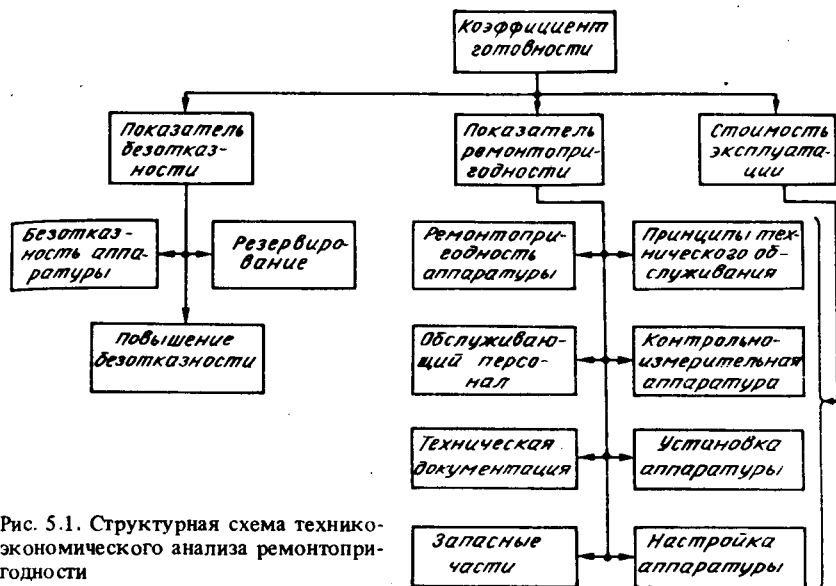 Коэффициент
готовности
Показатель
безотказ-
ности
Показатель
ремонтопри-
годности
Стоимость
эксплуата-
ции
Безотказ-
ность аппа-
ратуры
Резервиро-
вание
Повышение
безотказности
Ремонтопри-
годность
аппаратуры
Принципы тех-
нического об-
служивания
Обслуживаю-
щий персо-
нал
Контрольно-
измерительная
аппаратура
Техническая
документация
Установка
аппаратуры
Запасные
части
Настройка
аппаратуры
Рис. 5.1. Структурная схема технико-
экономического анализа ремонтопри-
годности